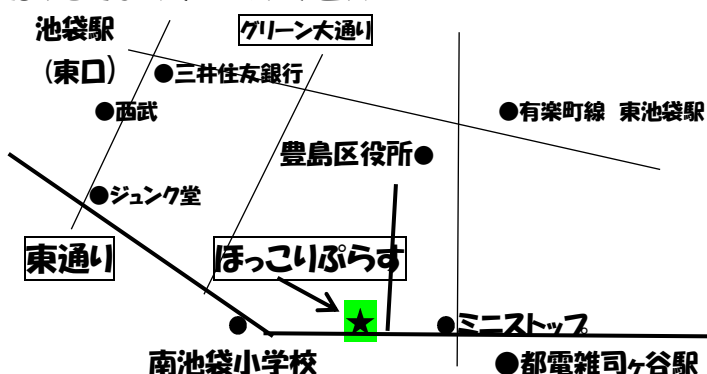 池袋駅
(東口)
グリーン大通り
●三井住友銀行
●西武
●有楽町線 東池袋駅
豊島区役所●
●ジュンク堂
東通り
ほっこりぷらす
★
●ミニストップ
南池袋小学校
●都電雑司ヶ谷駅